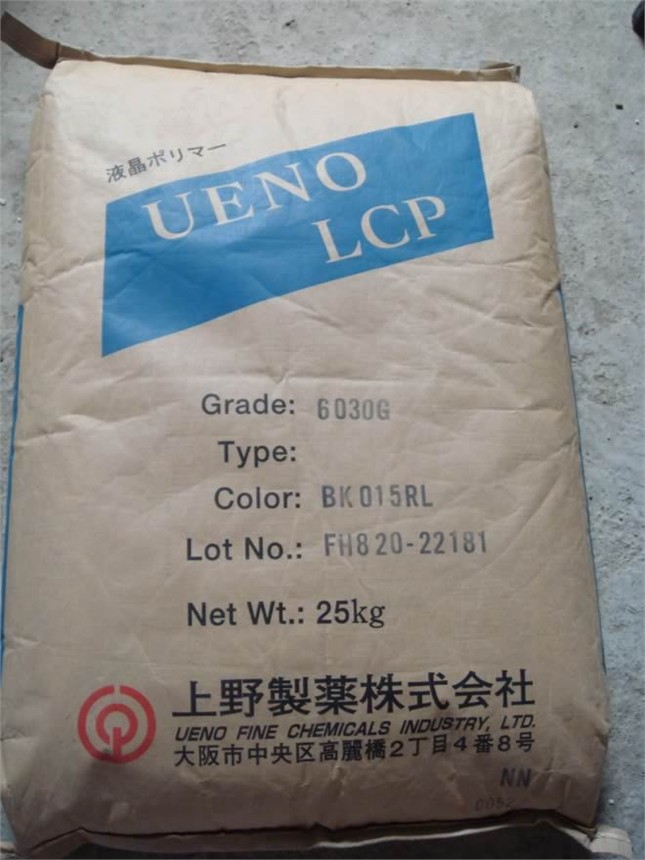 液晶ポリマー
UENO
LCP
Grade: 6030G
Type:
Color: BK015RL
Lot No.: FH820-22181
Net Wt.: 25kg
上野製薬株式会社
UENO FINE CHEMICALS INDUSTRY, LTD.
大阪市中央区高麗橋2丁目4番8号
NN